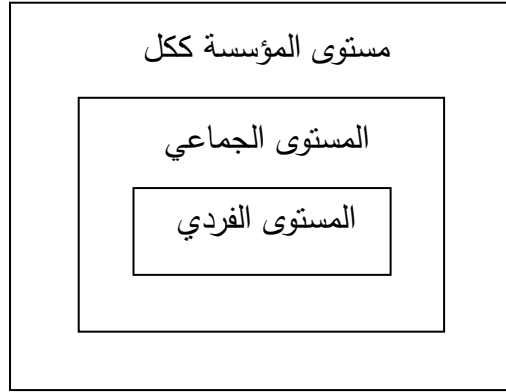 مستوى المؤسسة ككل
المستوى الجماعي
المستوى الفردي